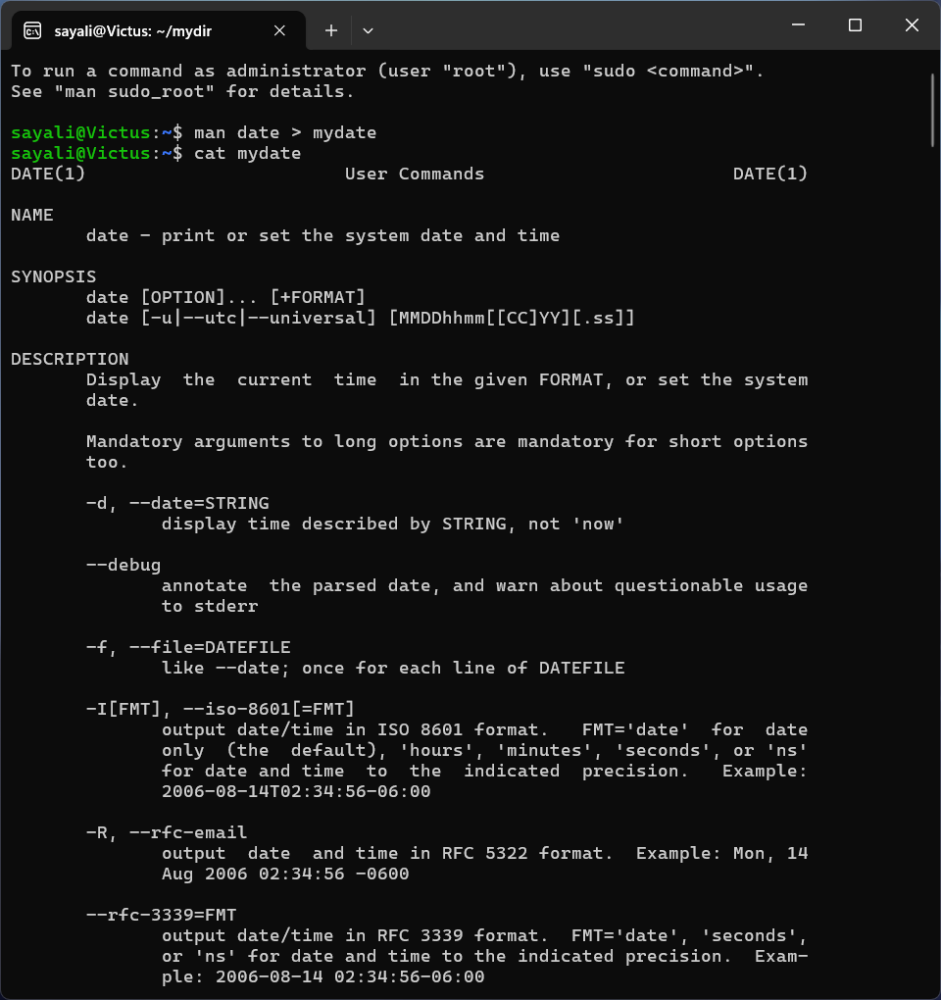 sayali@Victus: ~/mydir
To run a command as administrator (user "root"), use "sudo <command>".
See "man sudo_root" for details.
sayali@Victus:~$ man date > mydate
sayali@Victus:~$ cat mydate
DATE(1)                        User Commands                       DATE(1)
NAME
       date - print or set the system date and time
SYNOPSIS
       date [OPTION]... [+FORMAT]
       date [-u|--utc|--universal] [MMDDhhmm[[CC]YY][.ss]]
DESCRIPTION
       Display  the  current  time  in the given FORMAT, or set the system
       date.
       Mandatory arguments to long options are mandatory for short options
       too.
       -d, --date=STRING
              display time described by STRING, not 'now'
       --debug
              annotate  the parsed date, and warn about questionable usage
              to stderr
       -f, --file=DATEFILE
              like --date; once for each line of DATEFILE
       -I[FMT], --iso-8601[=FMT]
              output date/time in ISO 8601 format.   FMT='date'  for  date
              only  (the  default), 'hours', 'minutes', 'seconds', or 'ns'
              for date and time  to  the  indicated  precision.   Example:
              2006-08-14T02:34:56-06:00
       -R, --rfc-email
              output  date  and time in RFC 5322 format.  Example: Mon, 14
              Aug 2006 02:34:56 -0600
       --rfc-3339=FMT
              output date/time in RFC 3339 format.  FMT='date', 'seconds',
              or 'ns' for date and time to the indicated precision.  Exam-
              ple: 2006-08-14 02:34:56-06:00